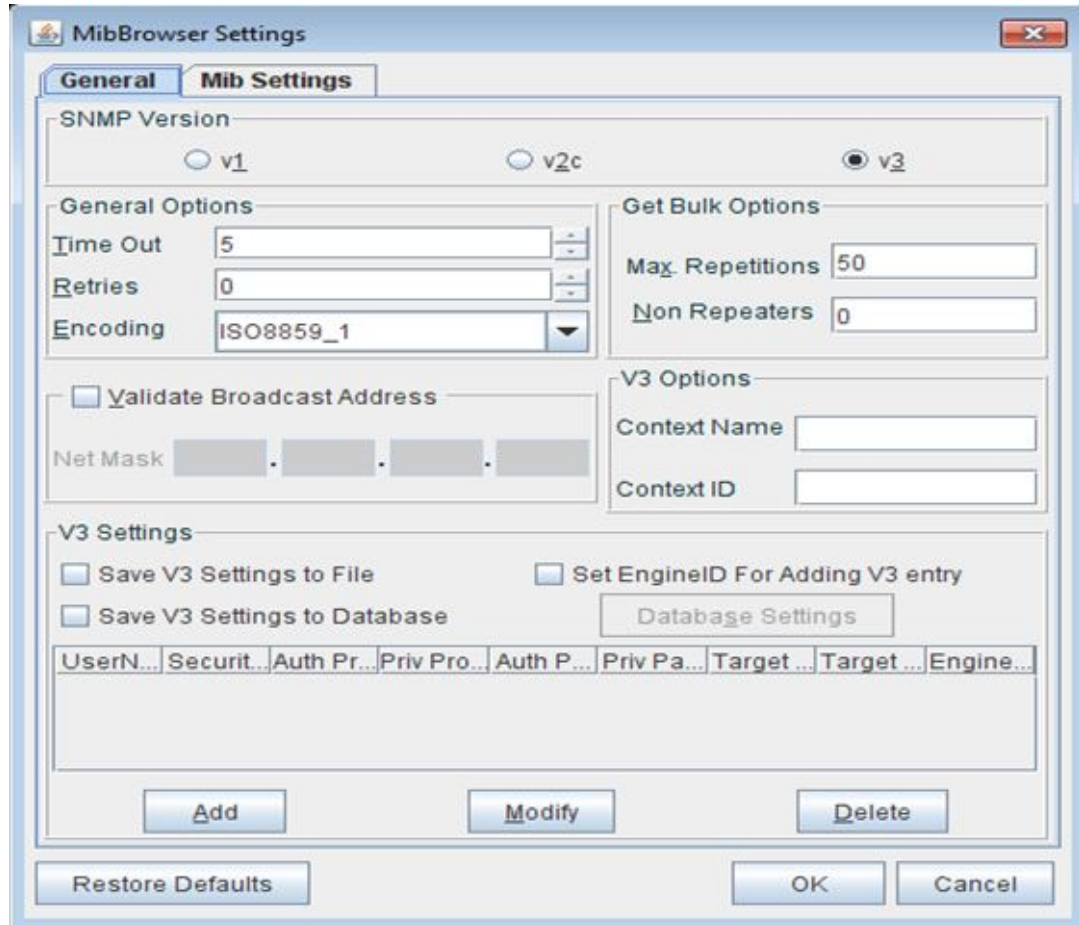 MibBrowser Settings
General Mib Settings
SNMP Version
v1 v2c v3
General Options
Time Out 5
Retries 0
Encoding ISO8859_1
Get Bulk Options
Max. Repetitions 50
Non Repeaters 0
Validate Broadcast Address
Net Mask . . .
V3 Options
Context Name
Context ID
V3 Settings
Save V3 Settings to File Set EngineID For Adding V3 entry
Save V3 Settings to Database Database Settings
UserN... Securit... Auth Pr... Priv Pro... Auth P... Priv Pa... Target ... Target ... Engine...
Add Modify Delete
Restore Defaults OK Cancel